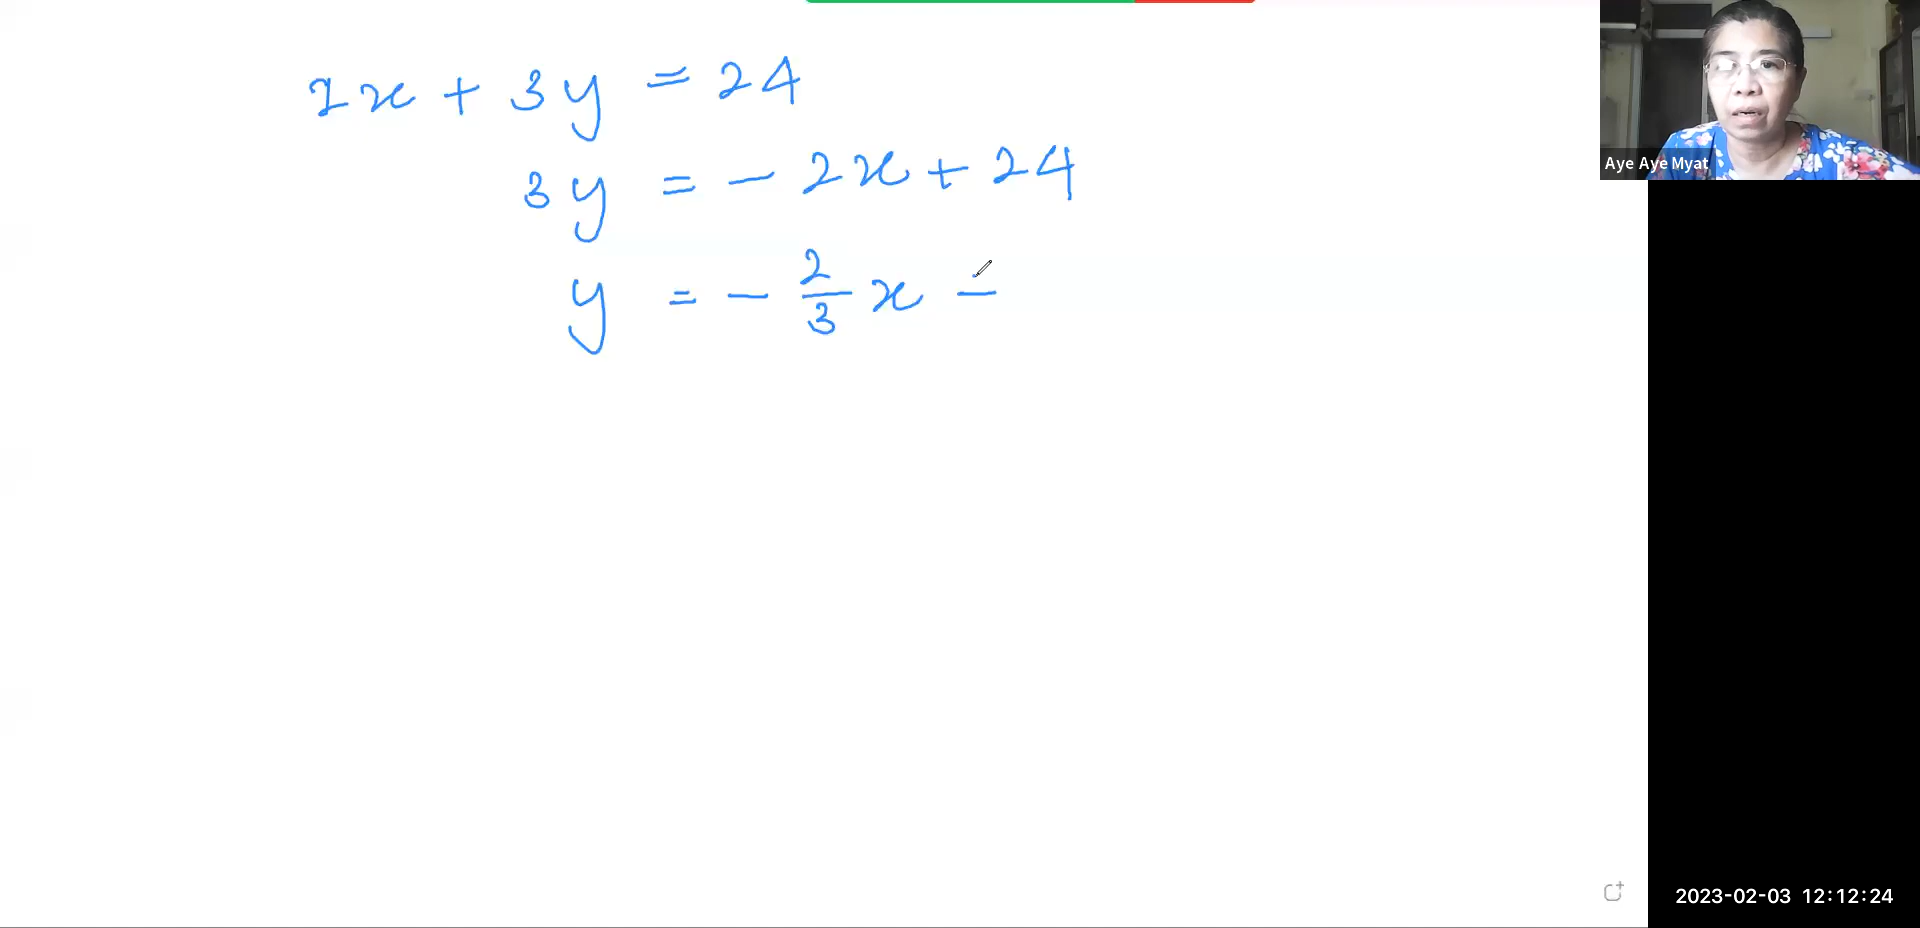 2x + 3y = 24
3y = - 2x + 24
y = - 2/3 x -
Aye Aye Myat
2023-02-03 12:12:24